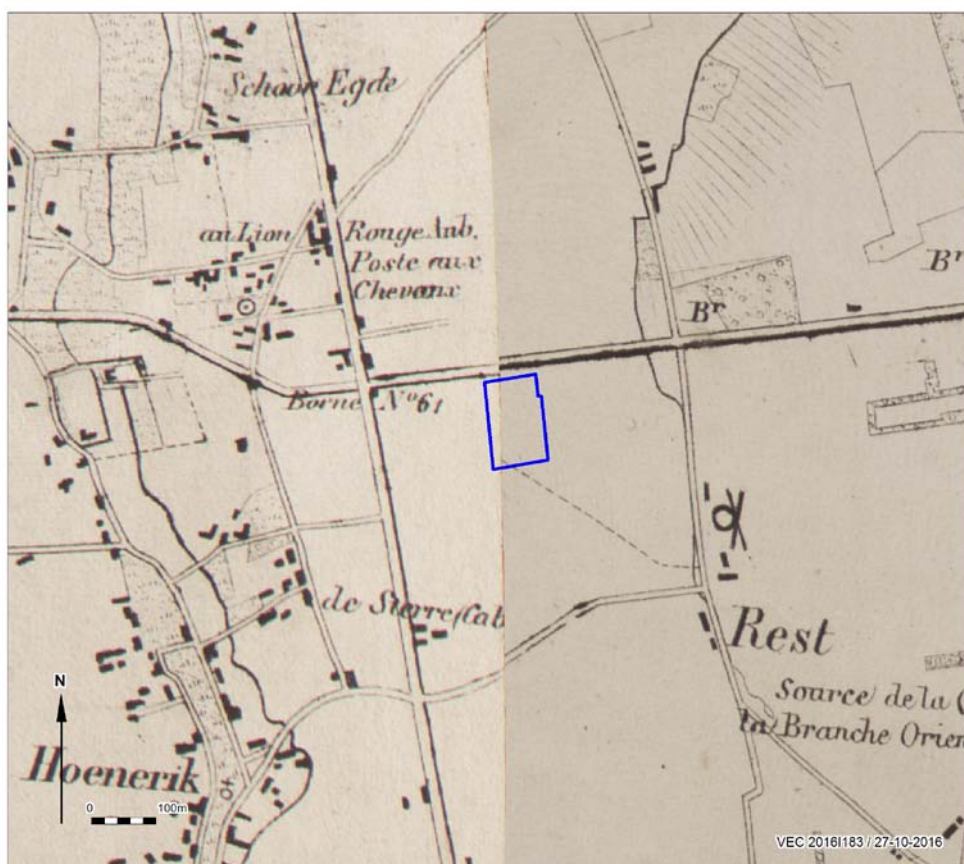 Schoor Egde
au Lion Rouge Aub.
Poste aux
Chevaux
Br
Br
Borne No 61
de Sterre (Cab
Rest
Source de la (
la Branche Orien
Hoenerik
N
0 100m
VEC 2016I183 / 27-10-2016